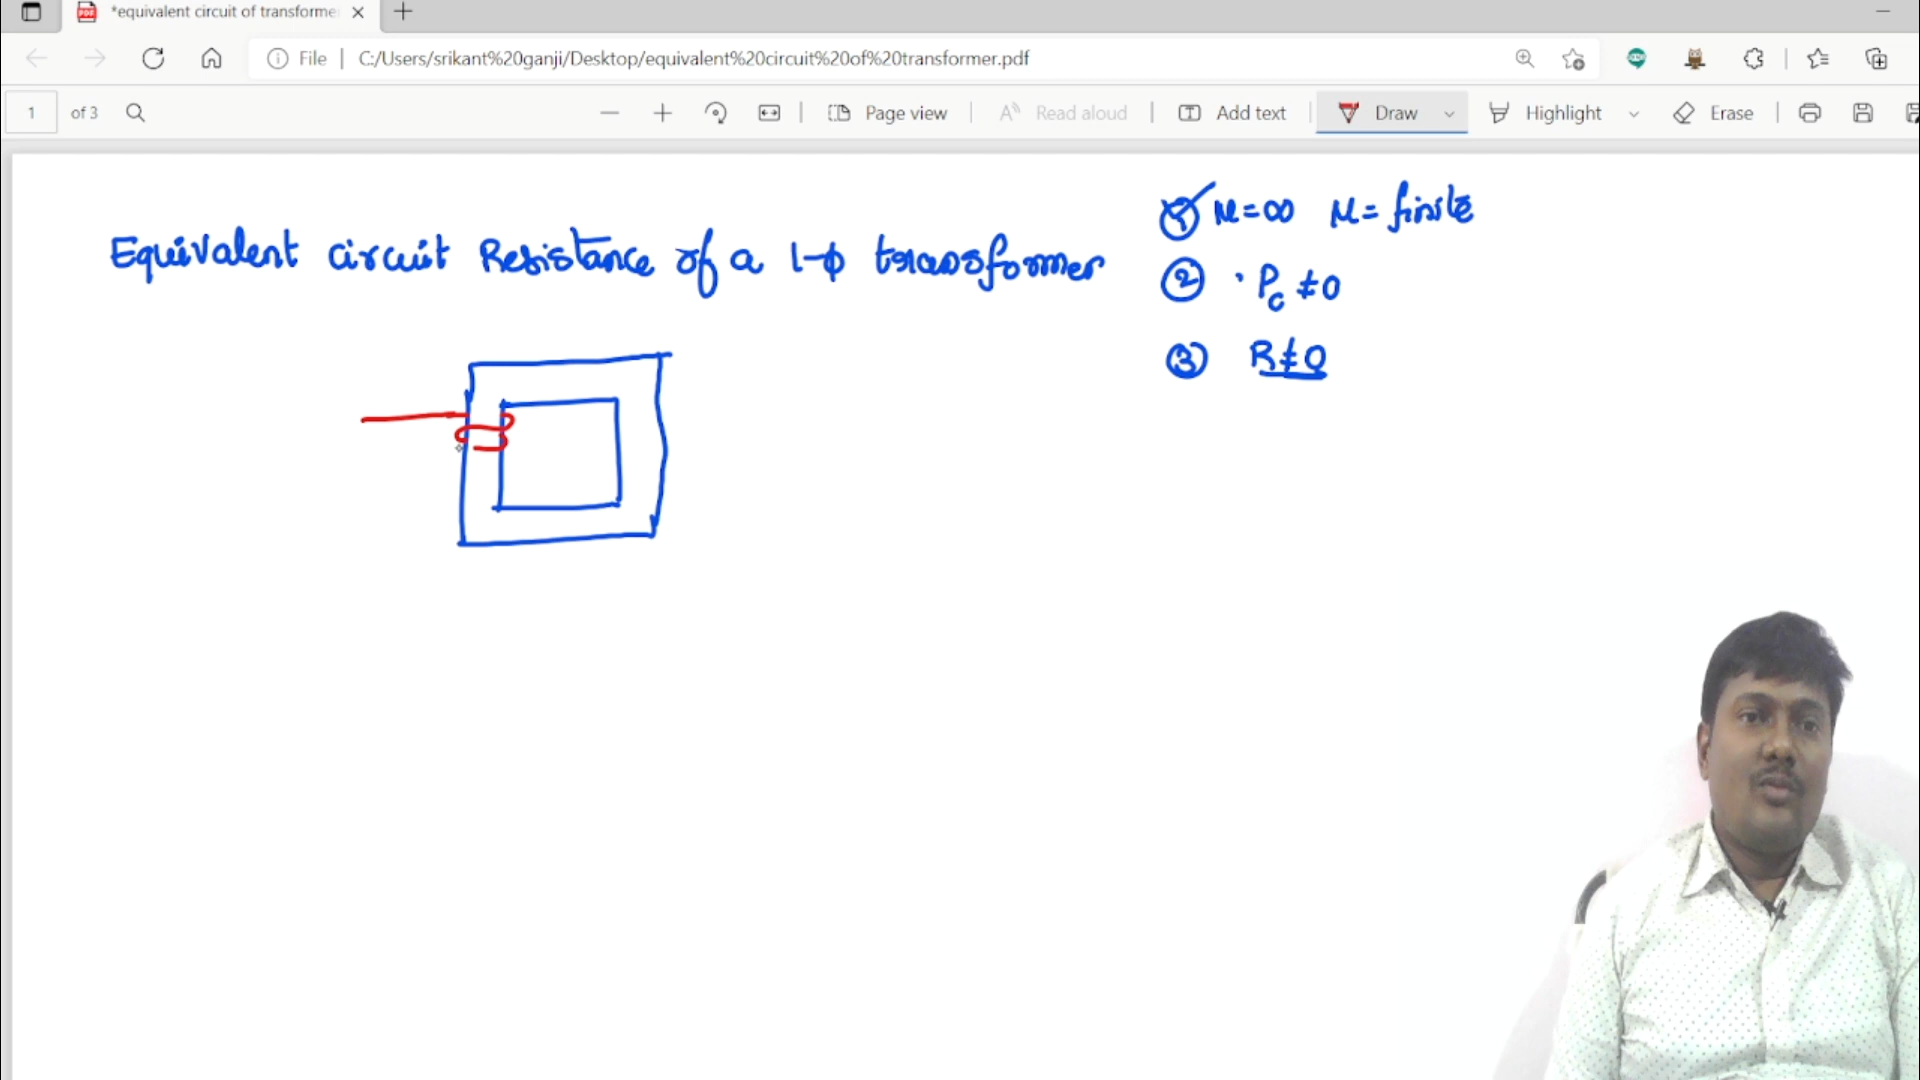 *equivalent circuit of transforme
File C:/Users/srikant%20ganji/Desktop/equivalent%20circuit%20of%20transformer.pdf
1 of 3 Page view Read aloud Add text Draw Highlight Erase
① μ=∞ μ= finite
Equivalent circuit Resistance of a 1-ϕ transformer
② · Pc ≠0
③ R≠0